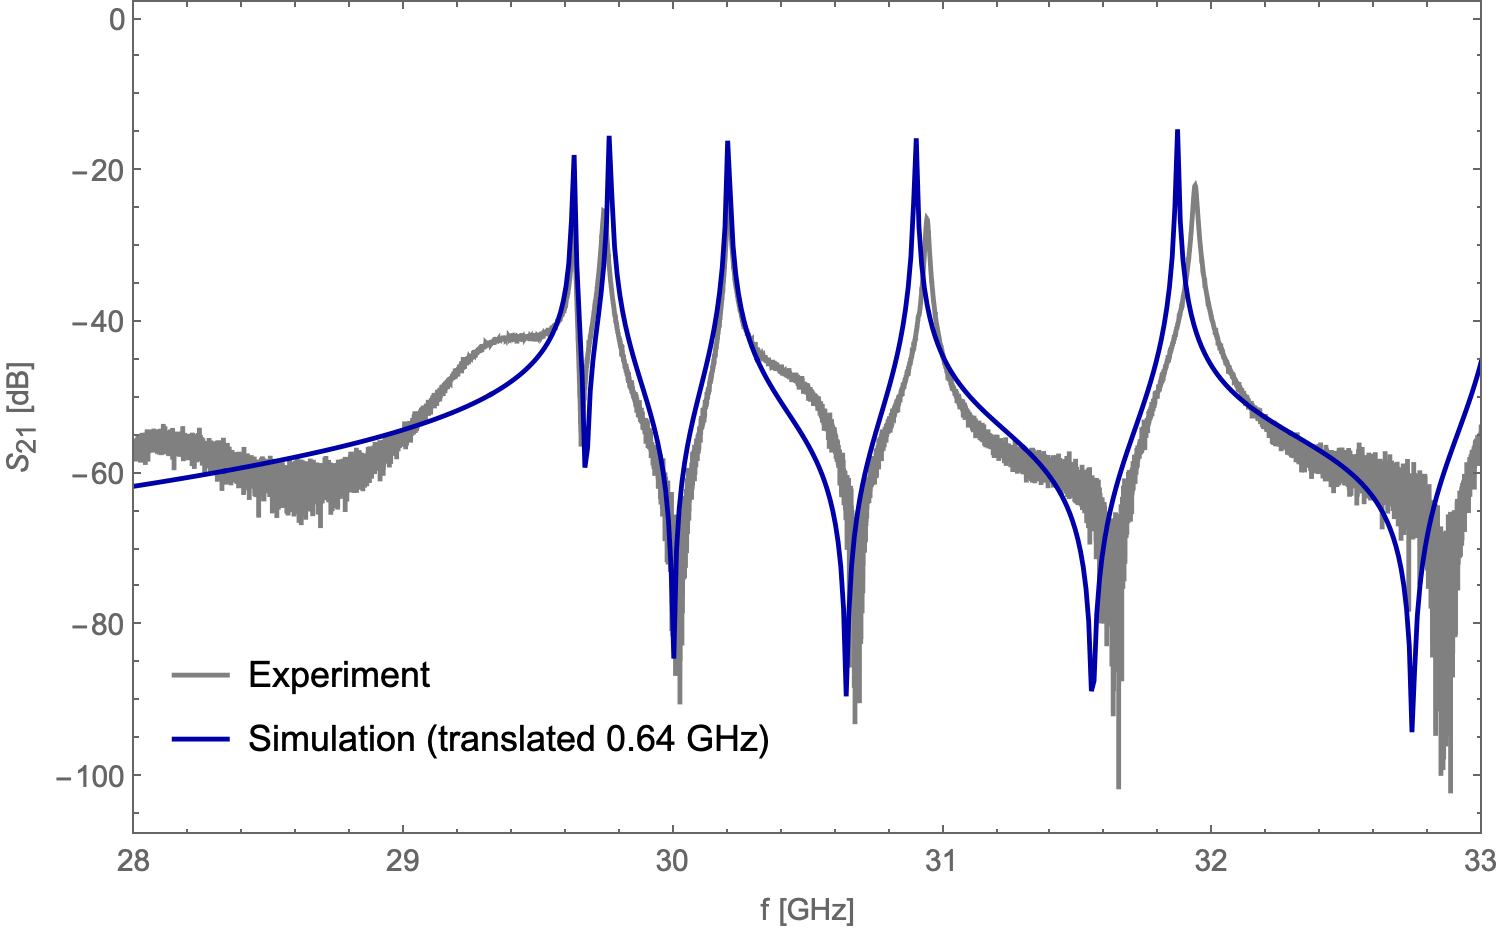 0
−20
−40
−60
−80
−100
S21 [dB]
Experiment
Simulation (translated 0.64 GHz)
28 29 30 31 32 33
f [GHz]